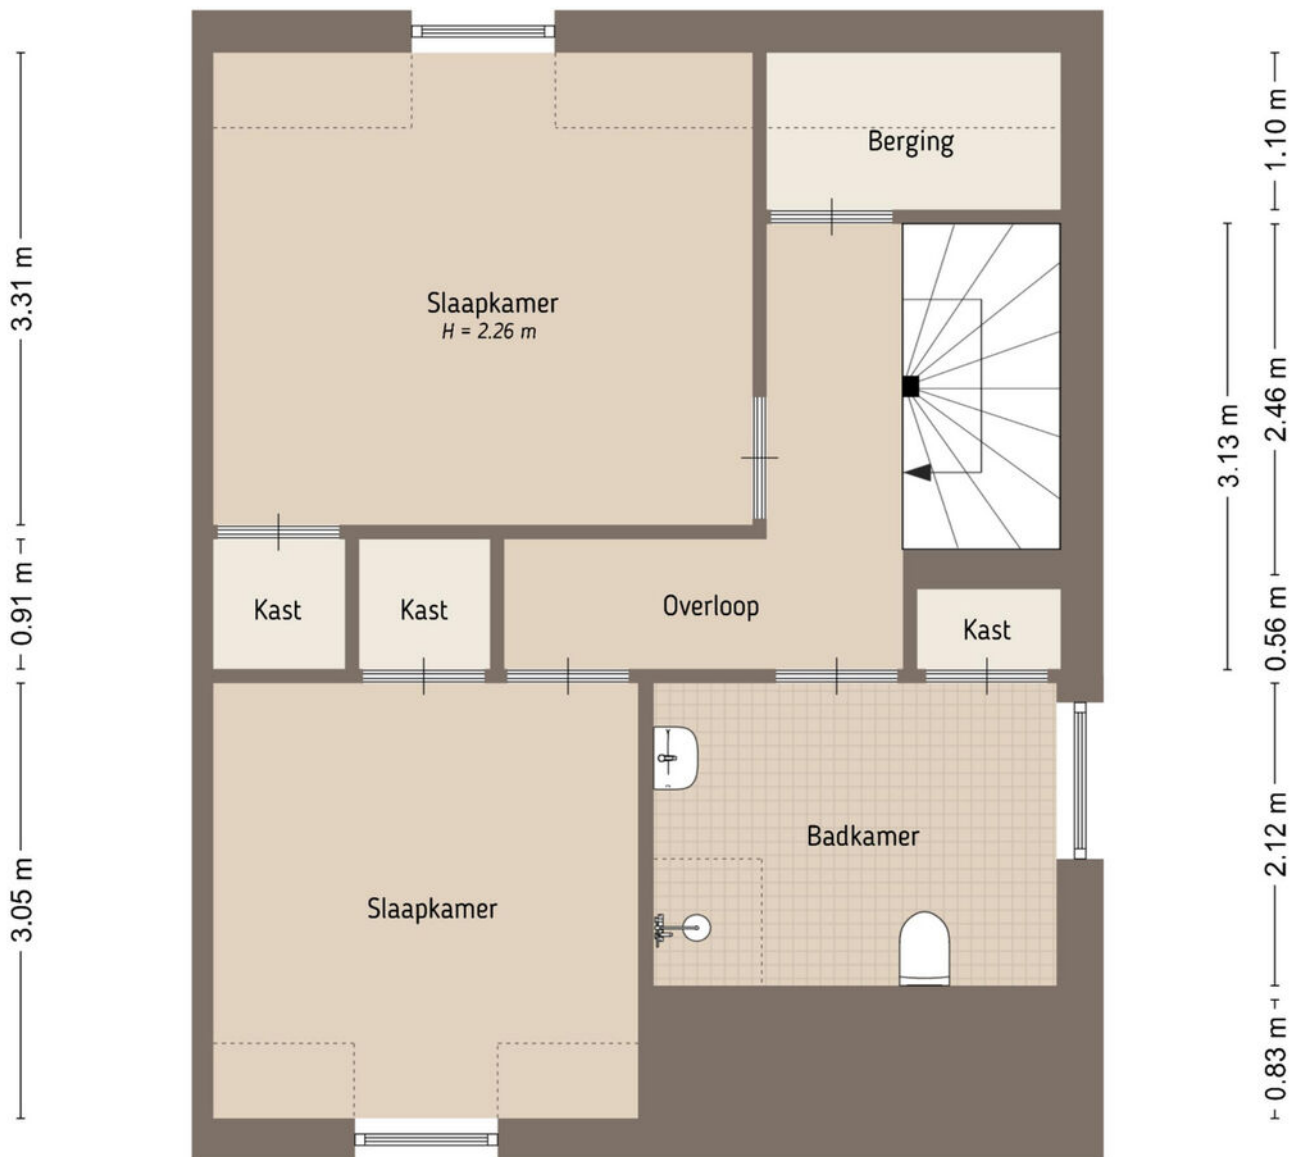 Berging
1.10 m
3.31 m
Slaapkamer
H = 2.26 m
2.46 m
3.13 m
0.91 m
Kast
Kast
Overloop
Kast
0.56 m
Badkamer
2.12 m
3.05 m
Slaapkamer
0.83 m